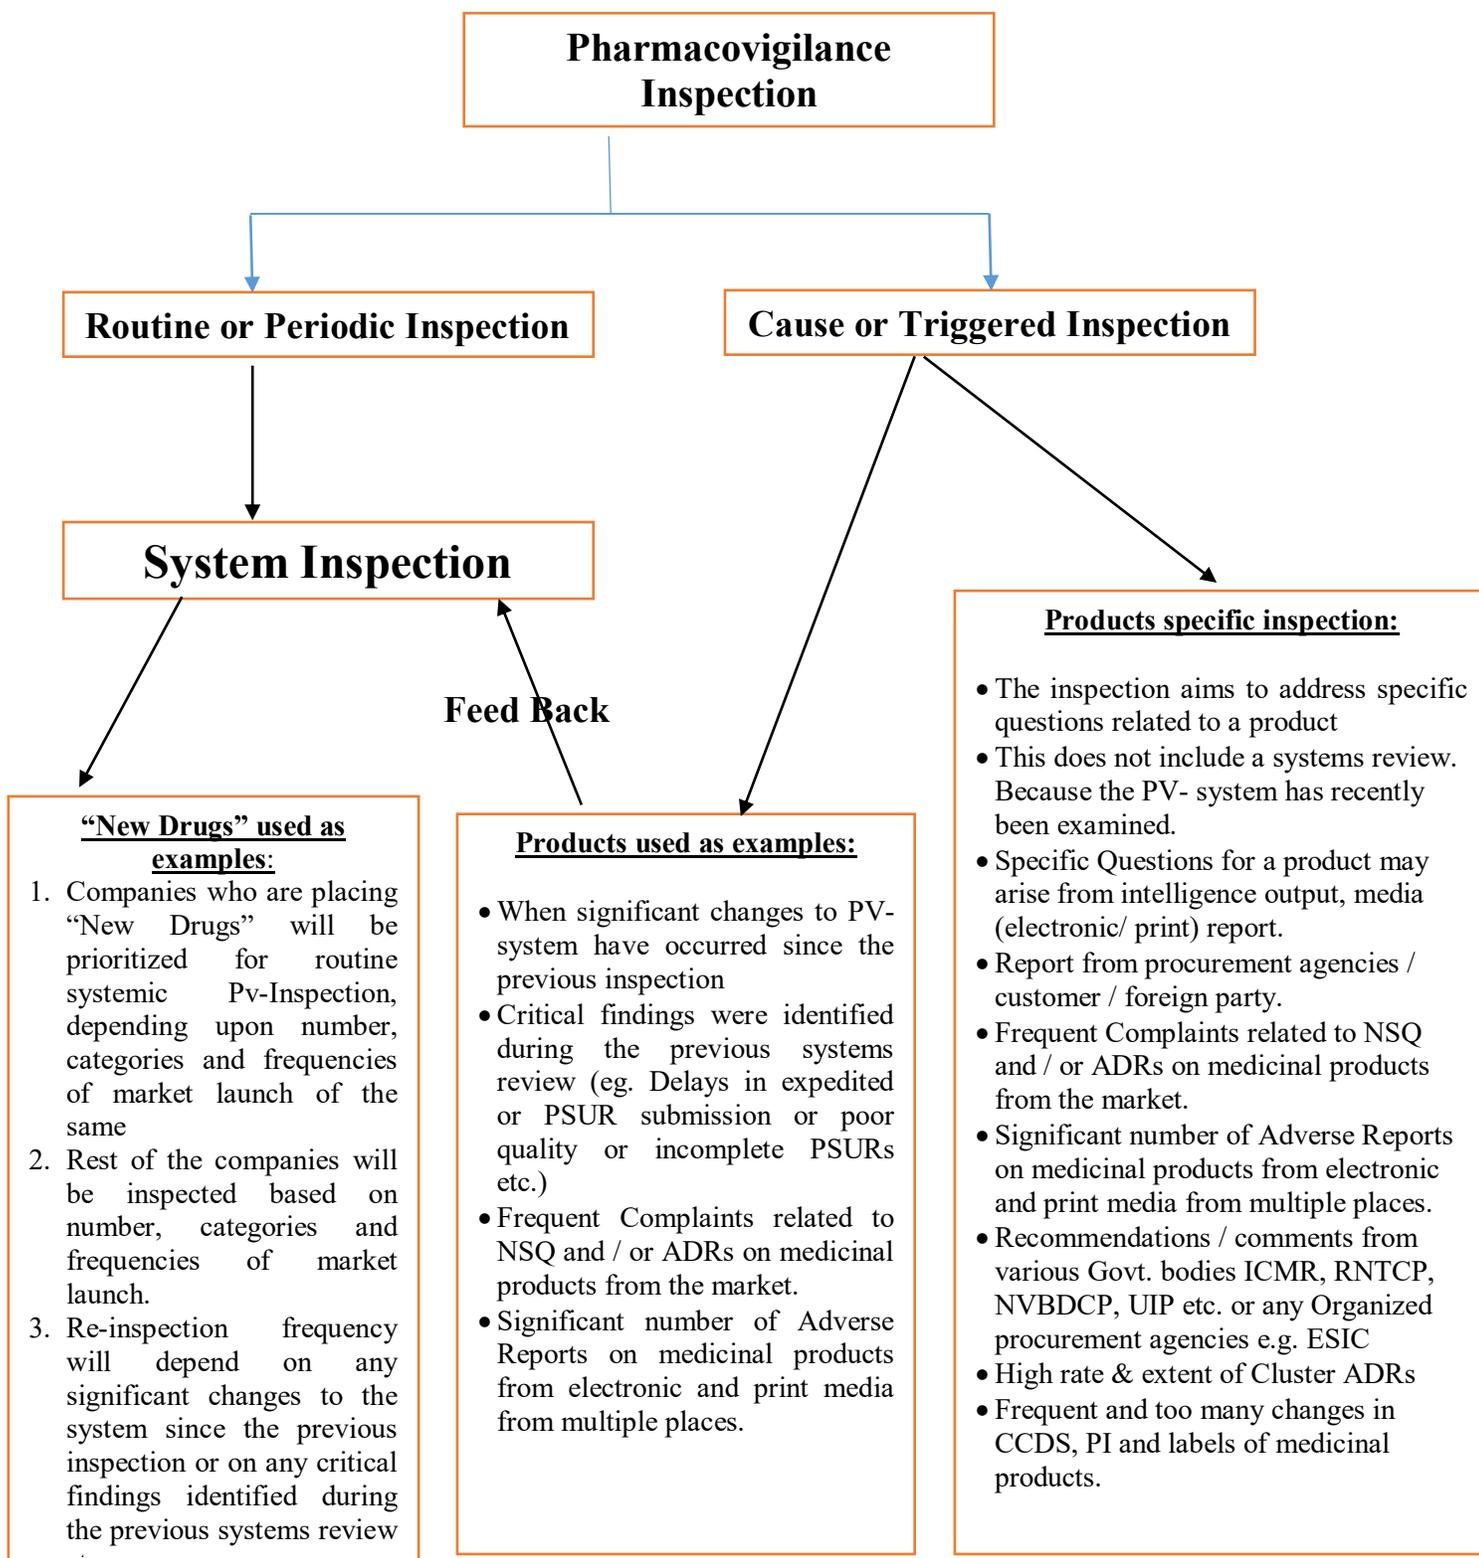 Pharmacovigilance
Inspection
Routine or Periodic Inspection
Cause or Triggered Inspection
System Inspection
Feed Back
“New Drugs” used as
examples:
1. Companies who are placing
“New Drugs” will be
prioritized for routine
systemic Pv-Inspection,
depending upon number,
categories and frequencies
of market launch of the
same
2. Rest of the companies will
be inspected based on
number, categories and
frequencies of market
launch.
3. Re-inspection frequency
will depend on any
significant changes to the
system since the previous
inspection or on any critical
findings identified during
the previous systems review
Products used as examples:
• When significant changes to PV-
system have occurred since the
previous inspection
• Critical findings were identified
during the previous systems
review (eg. Delays in expedited
or PSUR submission or poor
quality or incomplete PSURs
etc.)
• Frequent Complaints related to
NSQ and / or ADRs on medicinal
products from the market.
• Significant number of Adverse
Reports on medicinal products
from electronic and print media
from multiple places.
Products specific inspection:
• The inspection aims to address specific
questions related to a product
• This does not include a systems review.
Because the PV- system has recently
been examined.
• Specific Questions for a product may
arise from intelligence output, media
(electronic/ print) report.
• Report from procurement agencies /
customer / foreign party.
• Frequent Complaints related to NSQ
and / or ADRs on medicinal products
from the market.
• Significant number of Adverse Reports
on medicinal products from electronic
and print media from multiple places.
• Recommendations / comments from
various Govt. bodies ICMR, RNTCP,
NVBDCP, UIP etc. or any Organized
procurement agencies e.g. ESIC
• High rate & extent of Cluster ADRs
• Frequent and too many changes in
CCDS, PI and labels of medicinal
products.